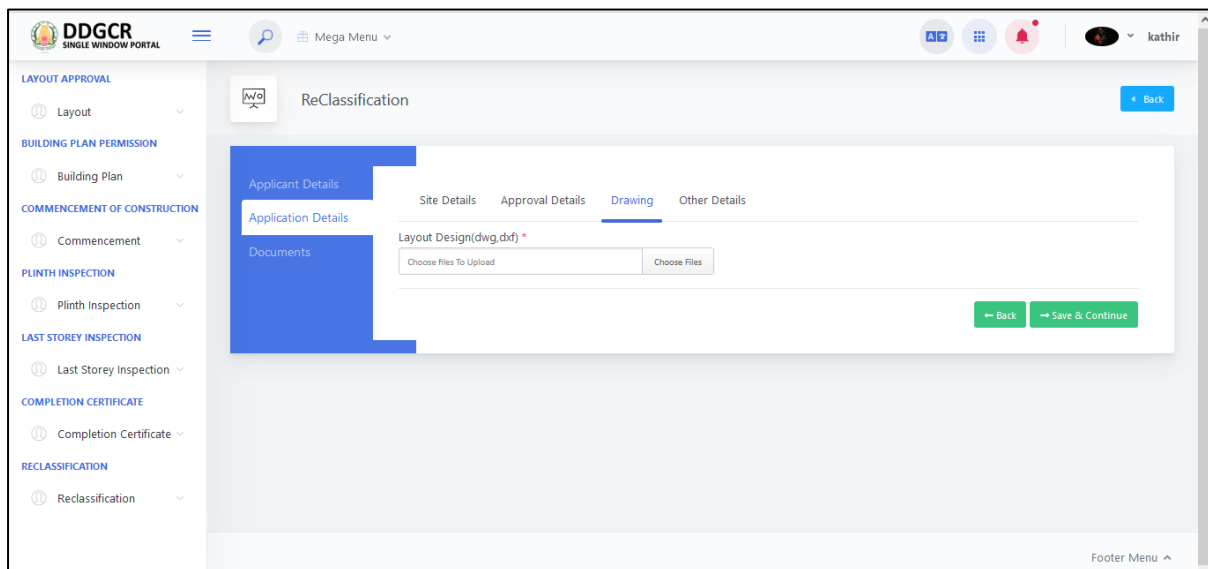 DDGCR
SINGLE WINDOW PORTAL
Mega Menu
kathir
LAYOUT APPROVAL
Layout
BUILDING PLAN PERMISSION
Building Plan
COMMENCEMENT OF CONSTRUCTION
Commencement
PLINTH INSPECTION
Plinth Inspection
LAST STOREY INSPECTION
Last Storey Inspection
COMPLETION CERTIFICATE
Completion Certificate
RECLASSIFICATION
Reclassification
ReClassification
Back
Applicant Details
Application Details
Documents
Site Details Approval Details Drawing Other Details
Layout Design(dwg,dxf) *
Choose files To Upload Choose Files
← Back → Save & Continue
Footer Menu